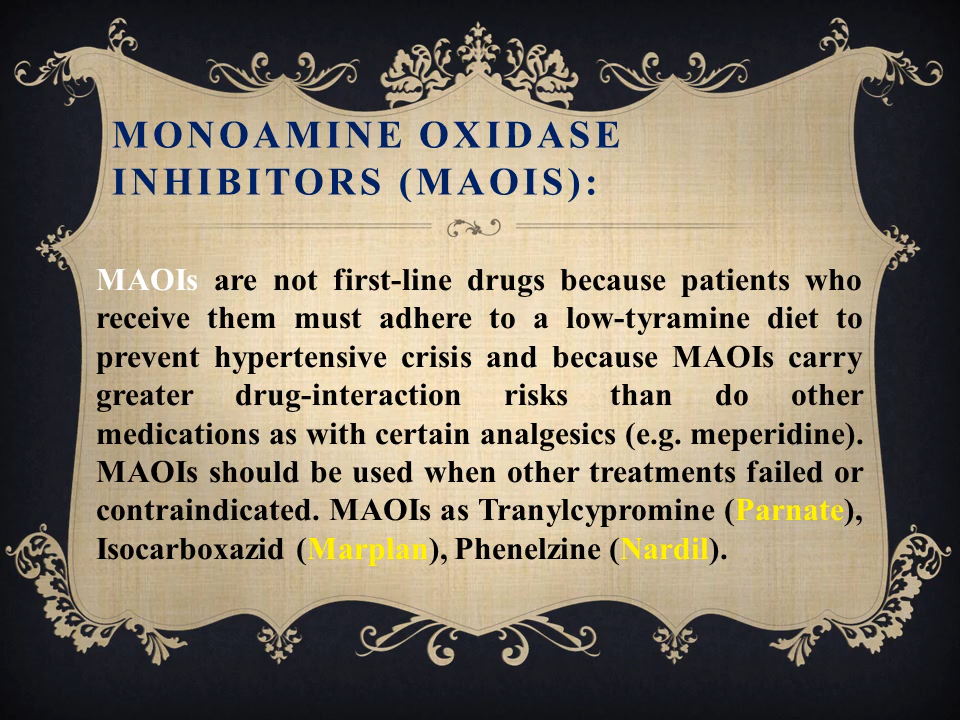 MONOAMINE OXIDASE
INHIBITORS (MAOIS):
MAOIs are not first-line drugs because patients who
receive them must adhere to a low-tyramine diet to
prevent hypertensive crisis and because MAOIs carry
greater drug-interaction risks than do other
medications as with certain analgesics (e.g. meperidine).
MAOIs should be used when other treatments failed or
contraindicated. MAOIs as Tranylcypromine (Parnate),
Isocarboxazid (Marplan), Phenelzine (Nardil).